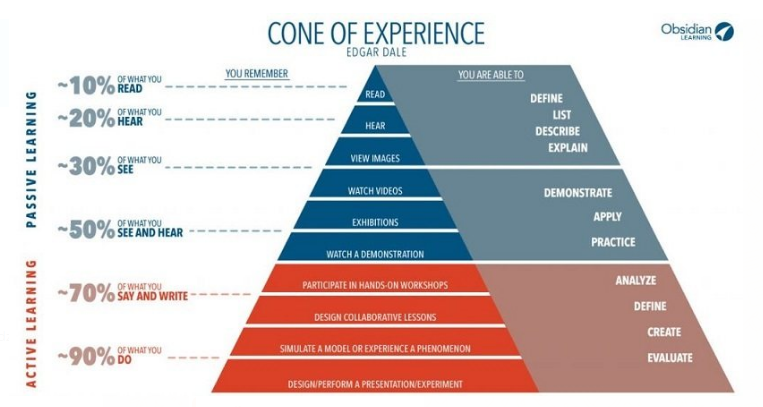 CONE OF EXPERIENCE
EDGAR DALE
Obsidian
LEARNING
YOU REMEMBER
YOU ARE ABLE TO
PASSIVE LEARNING
~10% OF WHAT YOU READ
~20% OF WHAT YOU HEAR
~30% OF WHAT YOU SEE
~50% OF WHAT YOU SEE AND HEAR
ACTIVE LEARNING
~70% OF WHAT YOU SAY AND WRITE
~90% OF WHAT YOU DO
READ
HEAR
VIEW IMAGES
WATCH VIDEOS
EXHIBITIONS
WATCH A DEMONSTRATION
PARTICIPATE IN HANDS-ON WORKSHOPS
DESIGN COLLABORATIVE LESSONS
SIMULATE A MODEL OR EXPERIENCE A PHENOMENON
DESIGN/PERFORM A PRESENTATION/EXPERIMENT
DEFINE
LIST
DESCRIBE
EXPLAIN
DEMONSTRATE
APPLY
PRACTICE
ANALYZE
DEFINE
CREATE
EVALUATE